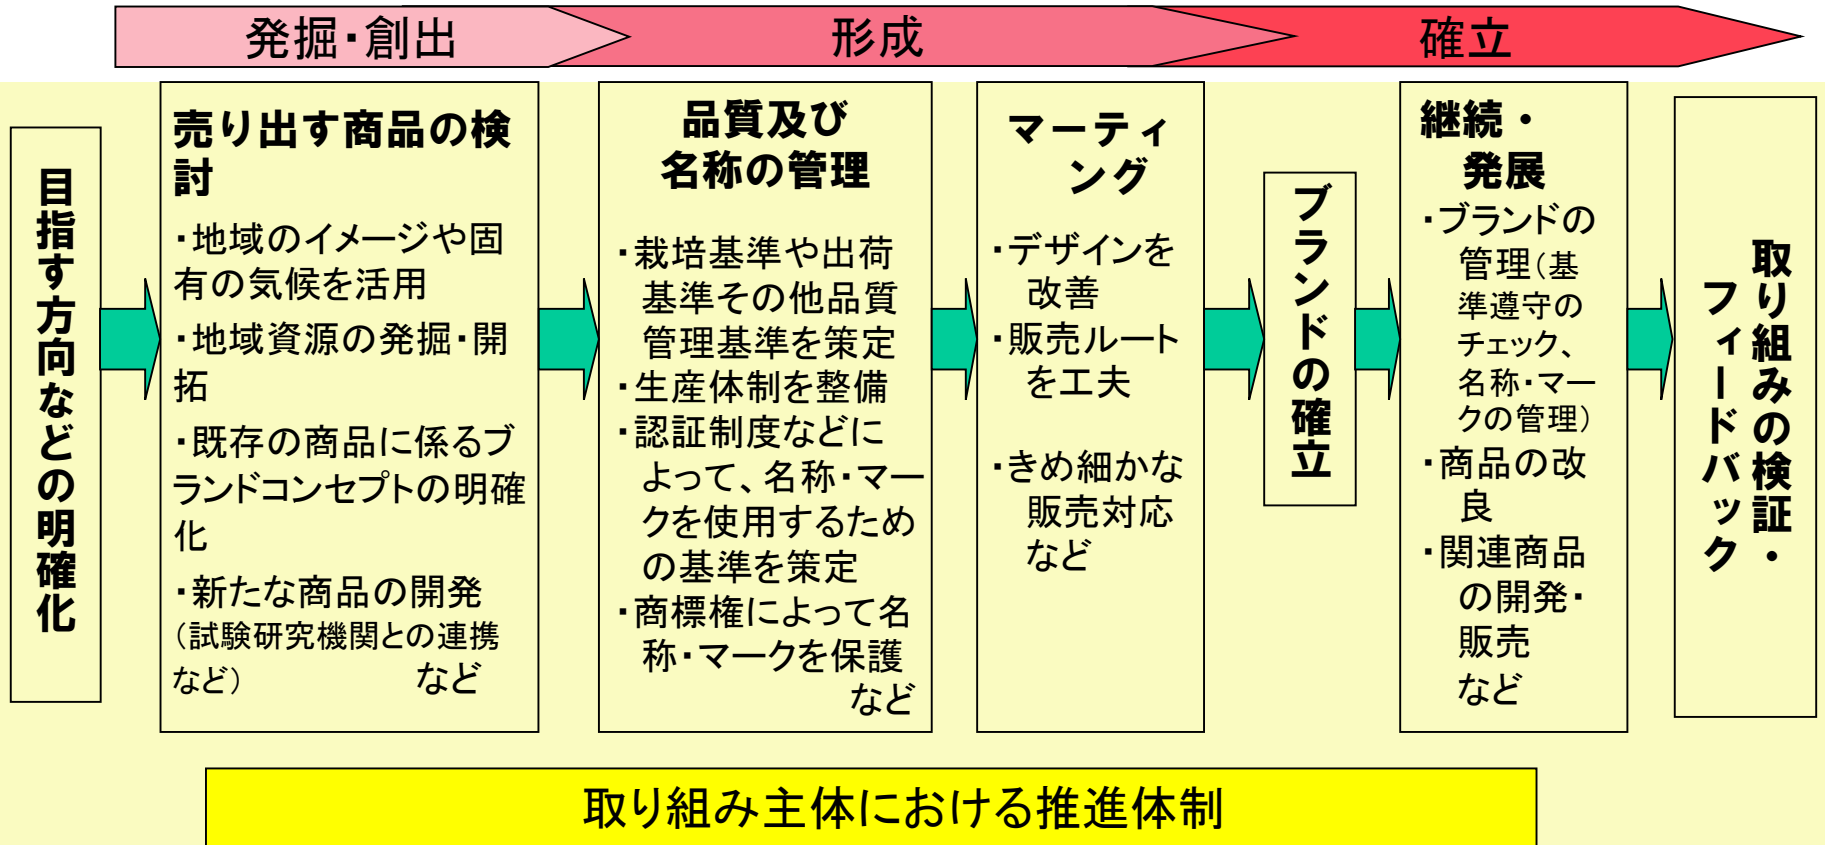 発掘・創出
形成
確立
目指す方向などの明確化
売り出す商品の検
討
・地域のイメージや固
有の気候を活用
・地域資源の発掘・開
拓
・既存の商品に係るブ
ランドコンセプトの明確
化
・新たな商品の開発
（試験研究機関との連携
など） など
品質及び
名称の管理
・栽培基準や出荷
基準その他品質
管理基準を策定
・生産体制を整備
・認証制度などに
よって、名称・マー
クを使用するため
の基準を策定
・商標権によって名
称・マークを保護
など
マーティ
ング
・デザインを
改善
・販売ルート
を工夫
・きめ細かな
販売対応
など
ブランドの確立
継続・
発展
・ブランドの
管理（基
準遵守の
チェック、
名称・マー
クの管理）
・商品の改
良
・関連商品
の開発・
販売
など
取り組みの検証・
フィードバック
取り組み主体における推進体制